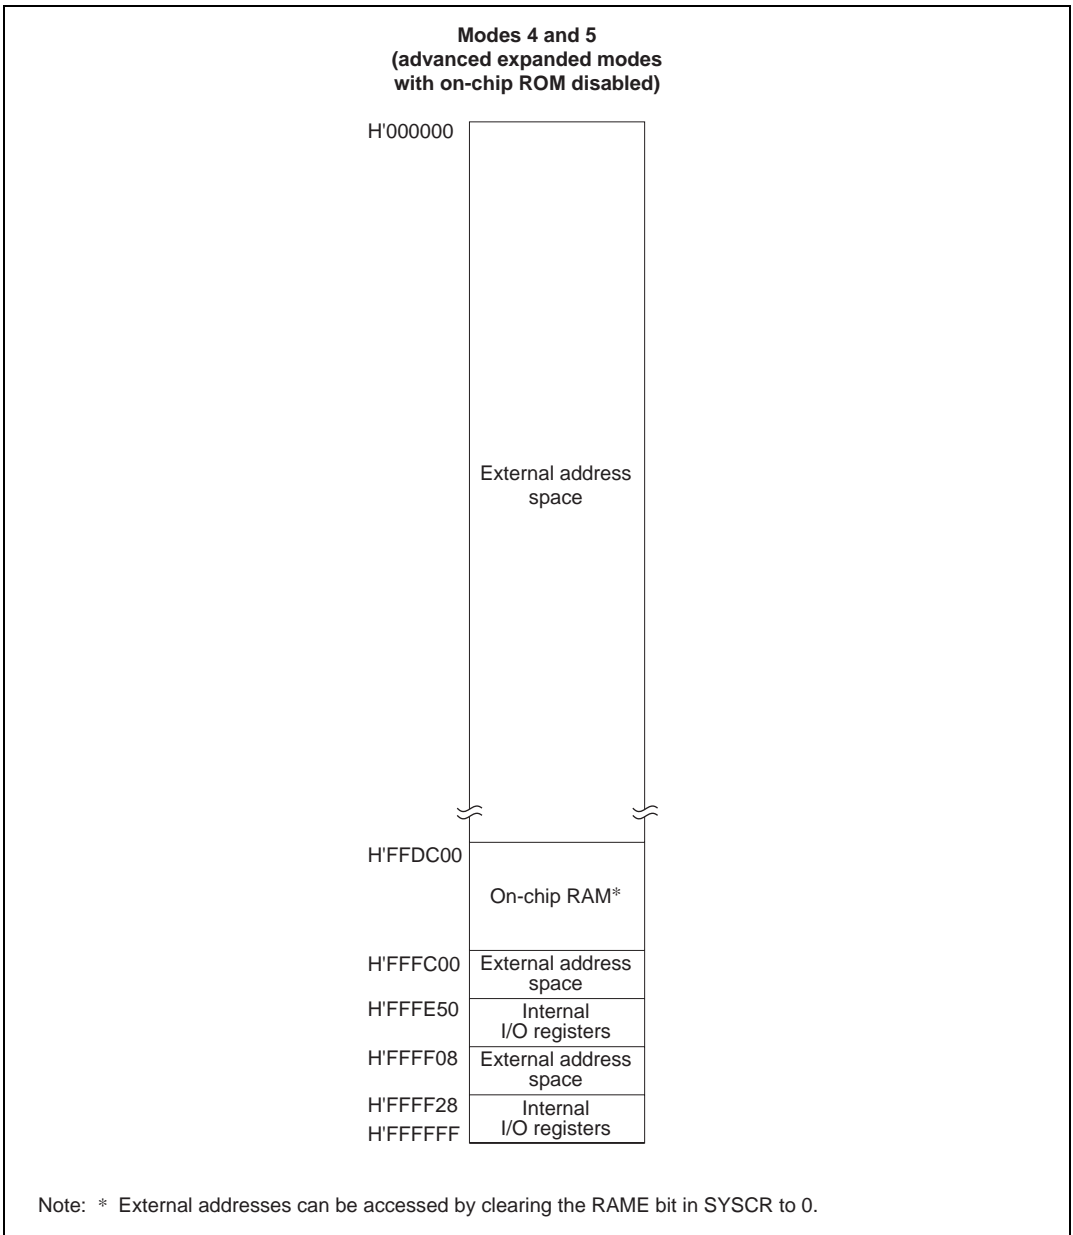 Modes 4 and 5
(advanced expanded modes
with on-chip ROM disabled)
H'000000
External address
space
H'FFDC00
On-chip RAM*
H'FFFC00
External address
space
H'FFFE50
Internal
I/O registers
H'FFFF08
External address
space
H'FFFF28
Internal
I/O registers
H'FFFFFF
Note: * External addresses can be accessed by clearing the RAME bit in SYSCR to 0.